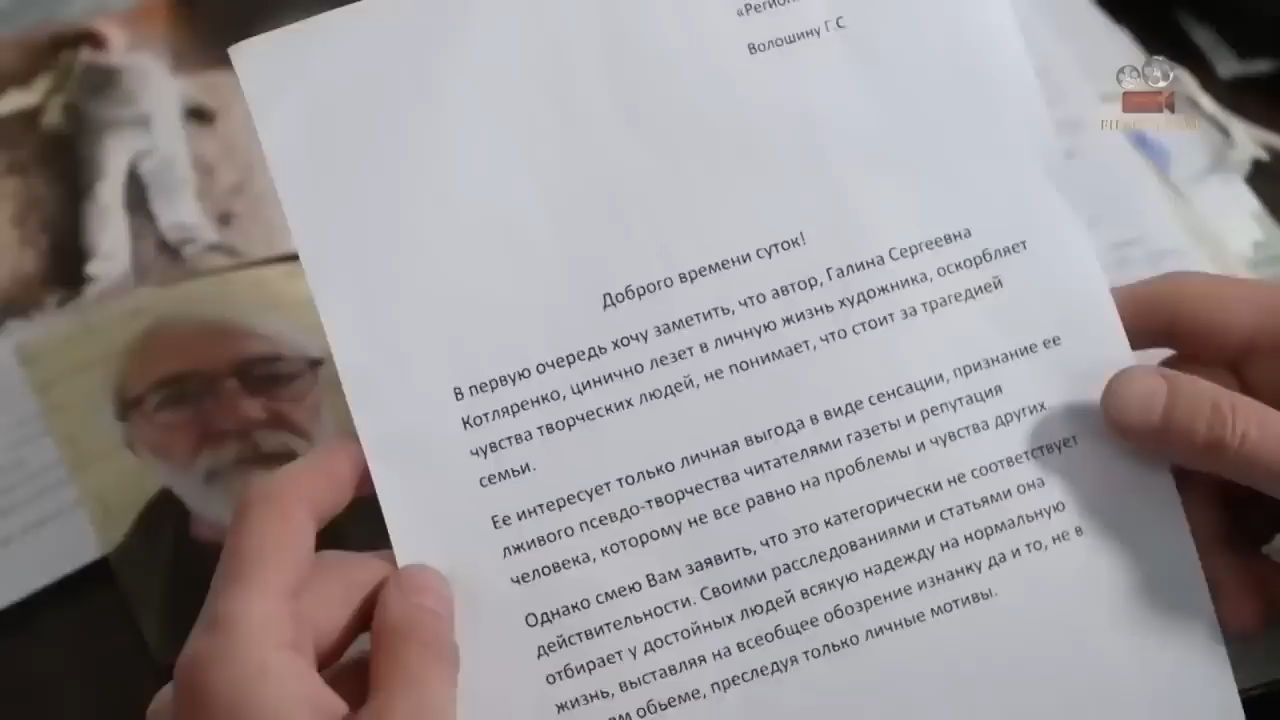 Волошину Г.С
Доброго времени суток!
В первую очередь хочу заметить, что автор, Галина Сергеевна
Котляренко, цинично лезет в личную жизнь художника, оскорбляет
чувства творческих людей, не понимает, что стоит за трагедией
семьи.
Ее интересует только личная выгода в виде сенсации, признание ее
лживого псевдо-творчества читателями газеты и репутация
человека, которому не все равно на проблемы и чувства других.
Однако смею Вам заявить, что это категорически не соответствует
действительности. Своими расследованиями и статьями она
отбирает у достойных людей всякую надежду на нормальную
жизнь, выставляя на всеобщее обозрение изнанку да и то, не в
обьеме, преследуя только личные мотивы.